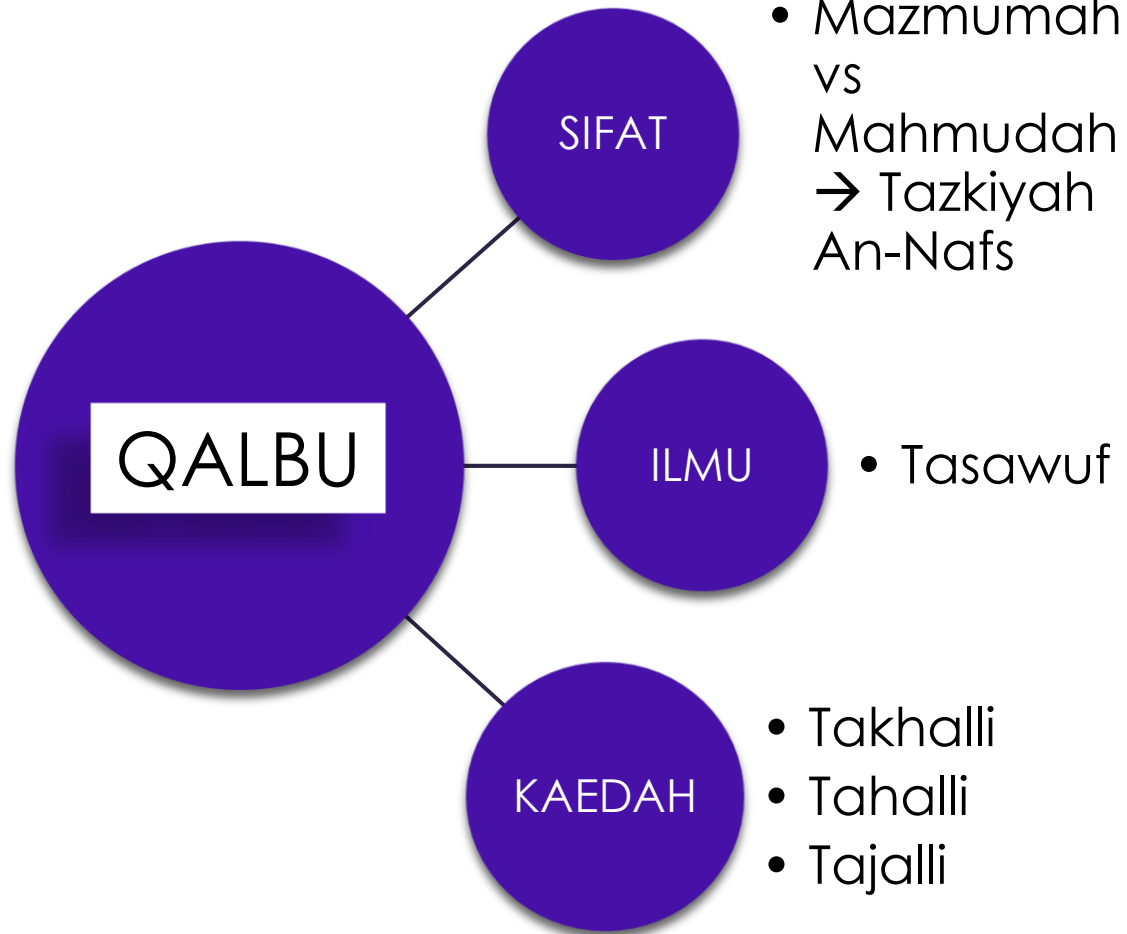 QALBU
SIFAT
• Mazmumah
vs
Mahmudah
→ Tazkiyah
An-Nafs
ILMU
• Tasawuf
KAEDAH
• Takhalli
• Tahalli
• Tajalli